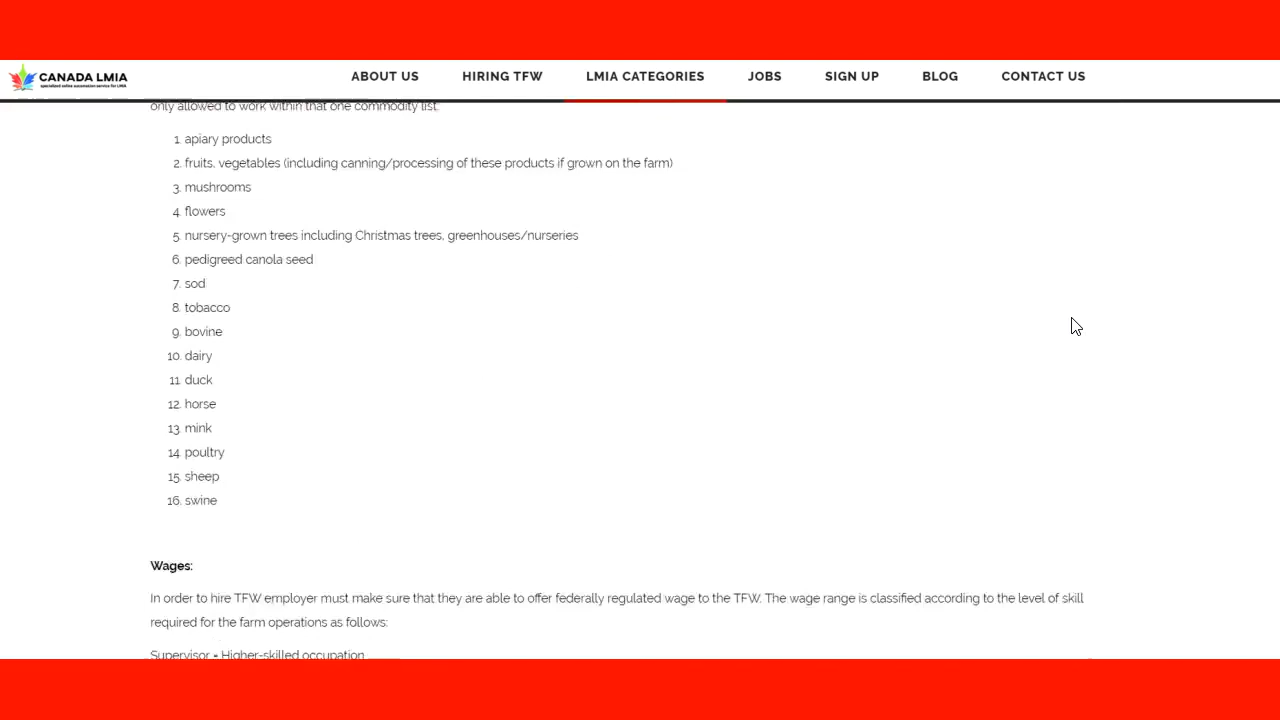 CANADA LMIA
specialized online automation service for LMIA
ABOUT US
HIRING TFW
LMIA CATEGORIES
JOBS
SIGN UP
BLOG
CONTACT US
only allowed to work within that one commodity list:
1. apiary products
2. fruits, vegetables (including canning/processing of these products if grown on the farm)
3. mushrooms
4. flowers
5. nursery-grown trees including Christmas trees, greenhouses/nurseries
6. pedigreed canola seed
7. sod
8. tobacco
9. bovine
10. dairy
11. duck
12. horse
13. mink
14. poultry
15. sheep
16. swine
Wages:
In order to hire TFW employer must make sure that they are able to offer federally regulated wage to the TFW. The wage range is classified according to the level of skill
required for the farm operations as follows:
Supervisor = Higher-skilled occupation